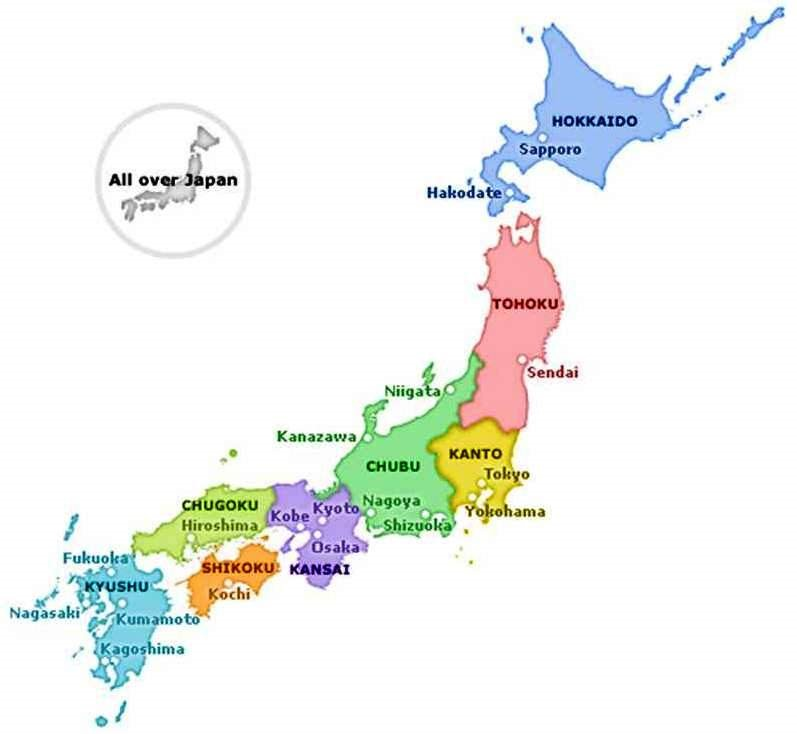 HOKKAIDO
Sapporo
All over Japan
Hakodate
TOHOKU
Sendai
Niigata
Kanazawa
KANTO
CHUBU
Tokyo
CHUGOKU
Nagoya
Kyoto
Yokohama
Kobe
Hiroshima
Shizuoka
Osaka
Fukuoka
SHIKOKU
KANSAI
KYUSHU
Kochi
Nagasaki
Kumamoto
Kagoshima